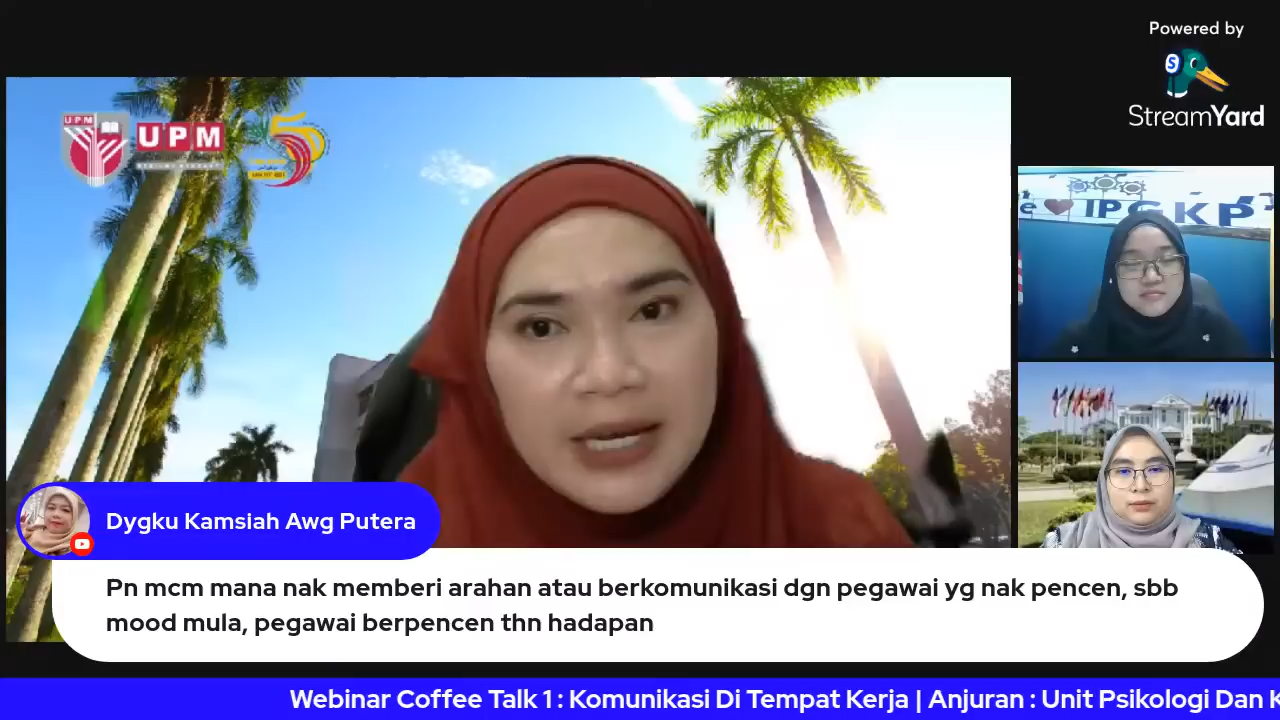 Powered by
StreamYard
UPM
UPM
IPGKP
Dygku Kamsiah Awg Putera
Pn mcm mana nak memberi arahan atau berkomunikasi dgn pegawai yg nak pencen, sbb
mood mula, pegawai berpencen thn hadapan
Webinar Coffee Talk 1 : Komunikasi Di Tempat Kerja | Anjuran : Unit Psikologi Dan K